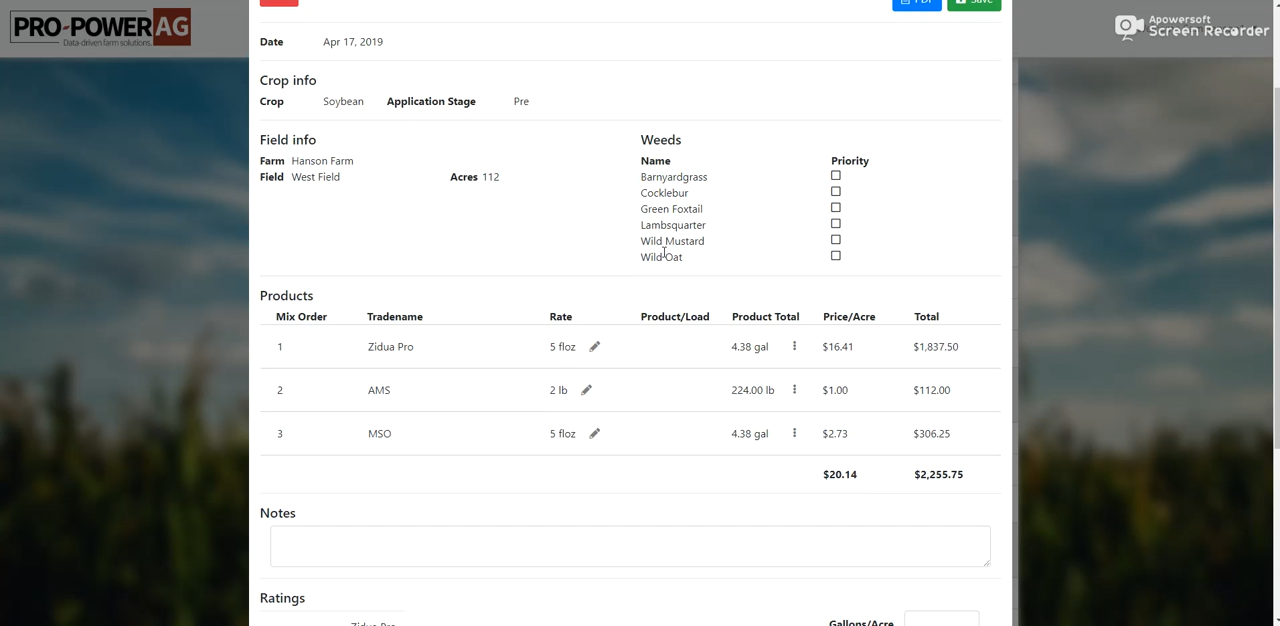 PRO-POWER AG
Data-driven farm solutions.
Apowersoft
Screen Recorder
PDF Save
Date Apr 17, 2019
Crop info
Crop Soybean Application Stage Pre
Field info Weeds
Farm Hanson Farm Name Priority
Field West Field Acres 112 Barnyardgrass
Cocklebur
Green Foxtail
Lambsquarter
Wild Mustard
Wild Oat
Products
Mix Order Tradename Rate Product/Load Product Total Price/Acre Total
1 Zidua Pro 5 floz 4.38 gal $16.41 $1,837.50
2 AMS 2 lb 224.00 lb $1.00 $112.00
3 MSO 5 floz 4.38 gal $2.73 $306.25
$20.14 $2,255.75
Notes
Ratings
Zidua Pro Gallons/Acre